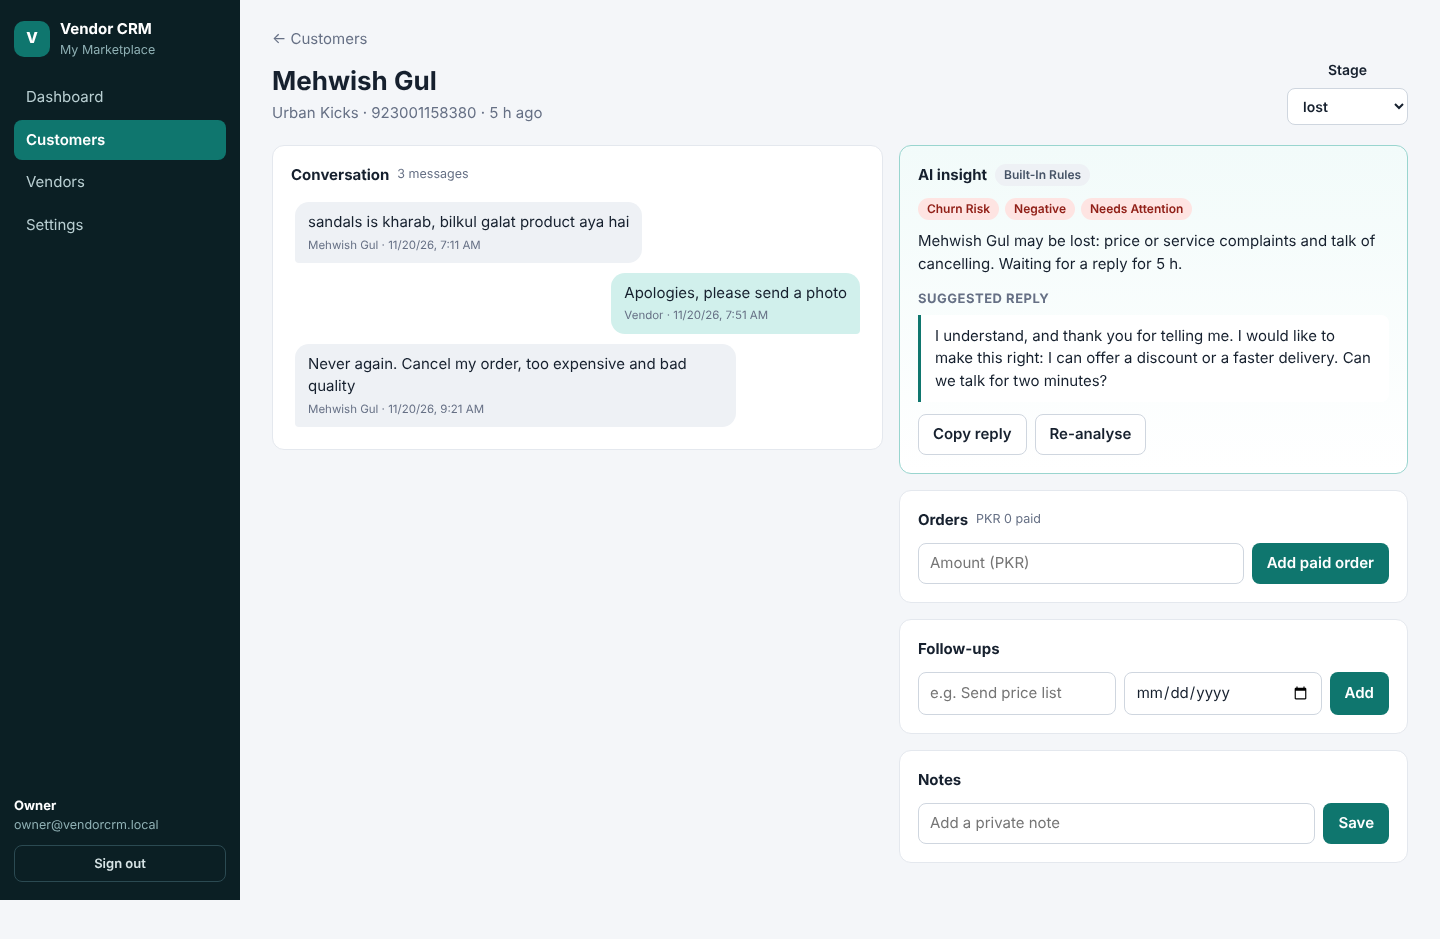 V
Vendor CRM
My Marketplace
Dashboard
Customers
Vendors
Settings
Owner
owner@vendorcrm.local
Sign out
← Customers
Mehwish Gul
Urban Kicks · 923001158380 · 5 h ago
Stage
lost
Conversation 3 messages
sandals is kharab, bilkul galat product aya hai
Mehwish Gul · 11/20/26, 7:11 AM
Apologies, please send a photo
Vendor · 11/20/26, 7:51 AM
Never again. Cancel my order, too expensive and bad
quality
Mehwish Gul · 11/20/26, 9:21 AM
AI insight Built-In Rules
Churn Risk Negative Needs Attention
Mehwish Gul may be lost: price or service complaints and talk of
cancelling. Waiting for a reply for 5 h.
SUGGESTED REPLY
I understand, and thank you for telling me. I would like to
make this right: I can offer a discount or a faster delivery. Can
we talk for two minutes?
Copy reply Re-analyse
Orders PKR 0 paid
Amount (PKR) Add paid order
Follow-ups
e.g. Send price list mm/dd/yyyy Add
Notes
Add a private note Save